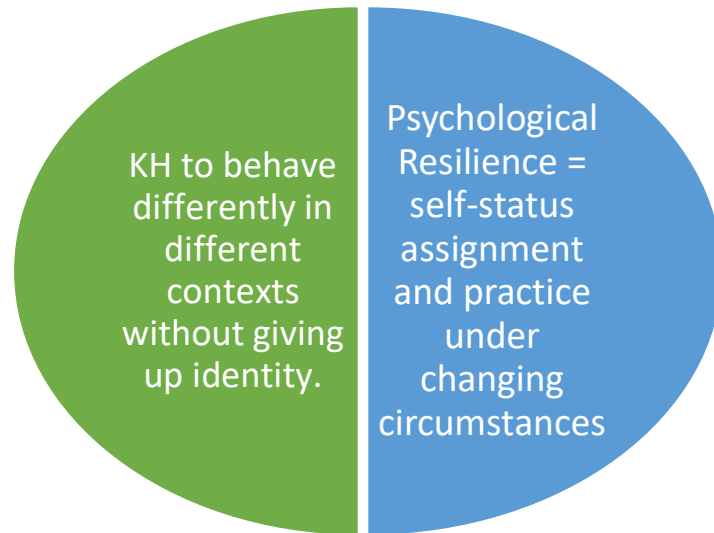 KH to behave
differently in
different
contexts
without giving
up identity.
Psychological
Resilience =
self-status
assignment
and practice
under
changing
circumstances